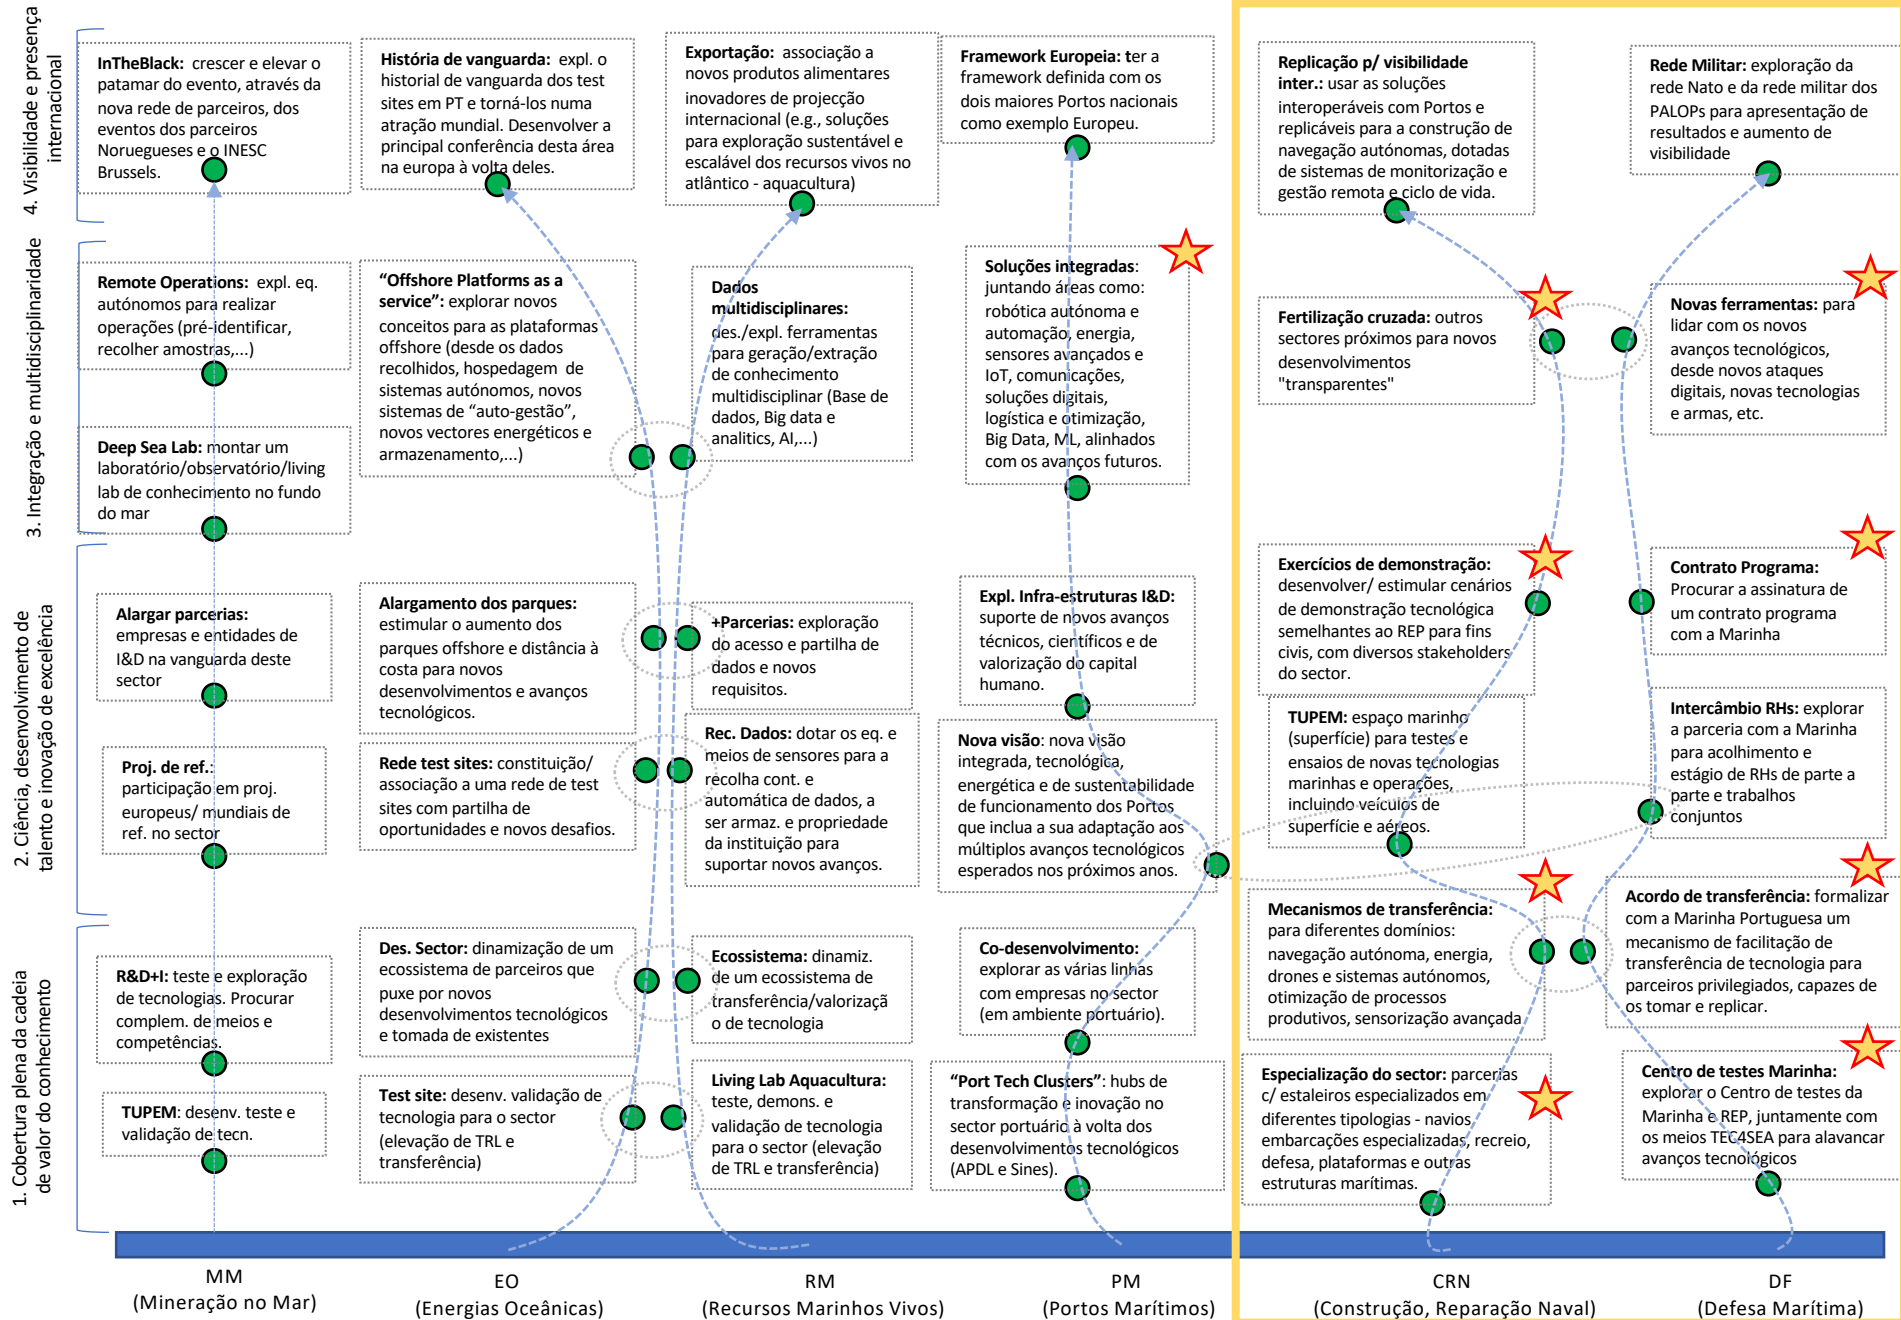 4. Visibilidade e presença
internacional
InTheBlack: crescer e elevar o
patamar do evento, através da
nova rede de parceiros, dos
eventos dos parceiros
Noruegueses e o INESC
Brussels.
História de vanguarda: expl. o
historial de vanguarda dos test
sites em PT e torná-los numa
atração mundial. Desenvolver a
principal conferência desta área
na europa à volta deles.
Exportação: associação a
novos produtos alimentares
inovadores de projecção
internacional (e.g., soluções
para exploração sustentável e
escalável dos recursos vivos no
atlântico - aquacultura)
Framework Europeia: ter a
framework definida com os
dois maiores Portos nacionais
como exemplo Europeu.
Replicação p/ visibilidade
inter.: usar as soluções
interoperáveis com Portos e
replicáveis para a construção de
navegação autónomas, dotadas
de sistemas de monitorização e
gestão remota e ciclo de vida.
Rede Militar: exploração da
rede Nato e da rede militar dos
PALOPs para apresentação de
resultados e aumento de
visibilidade
3. Integração e multidisciplinaridade
Remote Operations: expl. eq.
autónomos para realizar
operações (pré-identificar,
recolher amostras,...)
Deep Sea Lab: montar um
laboratório/observatório/living
lab de conhecimento no fundo
do mar
“Offshore Platforms as a
service”: explorar novos
conceitos para as plataformas
offshore (desde os dados
recolhidos, hospedagem de
sistemas autónomos, novos
sistemas de “auto-gestão”,
novos vectores energéticos e
armazenamento,...)
Dados
multidisciplinares:
des./expl. ferramentas
para geração/extração
de conhecimento
multidisciplinar (Base de
dados, Big data e
analitics, AI,...)
Soluções integradas:
juntando áreas como:
robótica autónoma e
automação, energia,
sensores avançados e
IoT, comunicações,
soluções digitais,
logística e otimização,
Big Data, ML, alinhados
com os avanços futuros.
Fertilização cruzada: outros
sectores próximos para novos
desenvolvimentos
"transparentes"
Novas ferramentas: para
lidar com os novos
avanços tecnológicos,
desde novos ataques
digitais, novas tecnologias
e armas, etc.
2. Ciência, desenvolvimento de
talento e inovação de excelência
Alargar parcerias:
empresas e entidades de
I&D na vanguarda deste
sector
Proj. de ref.:
participação em proj.
europeus/ mundiais de
ref. no sector
Alargamento dos parques:
estimular o aumento dos
parques offshore e distância à
costa para novos
desenvolvimentos e avanços
tecnológicos.
Rede test sites: constituição/
associação a uma rede de test
sites com partilha de
oportunidades e novos desafios.
+Parcerias: exploração
do acesso e partilha de
dados e novos
requisitos.
Rec. Dados: dotar os eq. e
meios de sensores para a
recolha cont. e
automática de dados, a
ser armaz. e propriedade
da instituição para
suportar novos avanços.
Expl. Infra-estruturas I&D:
suporte de novos avanços
técnicos, científicos e de
valorização do capital
humano.
Nova visão: nova visão
integrada, tecnológica,
energética e de sustentabilidade
de funcionamento dos Portos
que inclua a sua adaptação aos
múltiplos avanços tecnológicos
esperados nos próximos anos.
Exercícios de demonstração:
desenvolver/ estimular cenários
de demonstração tecnológica
semelhantes ao REP para fins
civis, com diversos stakeholders
do sector.
TUPEM: espaço marinho
(superfície) para testes e
ensaios de novas tecnologias
marinhas e operações,
incluindo veículos de
superfície e aéreos.
Contrato Programa:
Procurar a assinatura de
um contrato programa
com a Marinha
Intercâmbio RHs: explorar
a parceria com a Marinha
para acolhimento e
estágio de RHs de parte a
parte e trabalhos
conjuntos
1. Cobertura plena da cadeia
de valor do conhecimento
R&D+I: teste e exploração
de tecnologias. Procurar
complem. de meios e
competências.
TUPEM: desenv. teste e
validação de tecn.
Des. Sector: dinamização de um
ecossistema de parceiros que
puxe por novos
desenvolvimentos tecnológicos
e tomada de existentes
Test site: desenv. validação de
tecnologia para o sector
(elevação de TRL e
transferência)
Ecossistema: dinamiz.
de um ecossistema de
transferência/valorizaçã
o de tecnologia
Living Lab Aquacultura:
teste, demons. e
validação de tecnologia
para o sector (elevação
de TRL e transferência)
Co-desenvolvimento:
explorar as várias linhas
com empresas no sector
(em ambiente portuário).
“Port Tech Clusters”: hubs de
transformação e inovação no
sector portuário à volta dos
desenvolvimentos tecnológicos
(APDL e Sines).
Mecanismos de transferência:
para diferentes domínios:
navegação autónoma, energia,
drones e sistemas autónomos,
otimização de processos
produtivos, sensorização avançada
Especialização do sector: parcerias
c/ estaleiros especializados em
diferentes tipologias - navios,
embarcações especializadas, recreio,
defesa, plataformas e outras
estruturas marítimas.
Acordo de transferência: formalizar
com a Marinha Portuguesa um
mecanismo de facilitação de
transferência de tecnologia para
parceiros privilegiados, capazes de
os tomar e replicar.
Centro de testes Marinha:
explorar o Centro de testes da
Marinha e REP, juntamente com
os meios TEC4SEA para alavancar
avanços tecnológicos
MM
(Mineração no Mar)
EO
(Energias Oceânicas)
RM
(Recursos Marinhos Vivos)
PM
(Portos Marítimos)
CRN
(Construção, Reparação Naval)
DF
(Defesa Marítima)